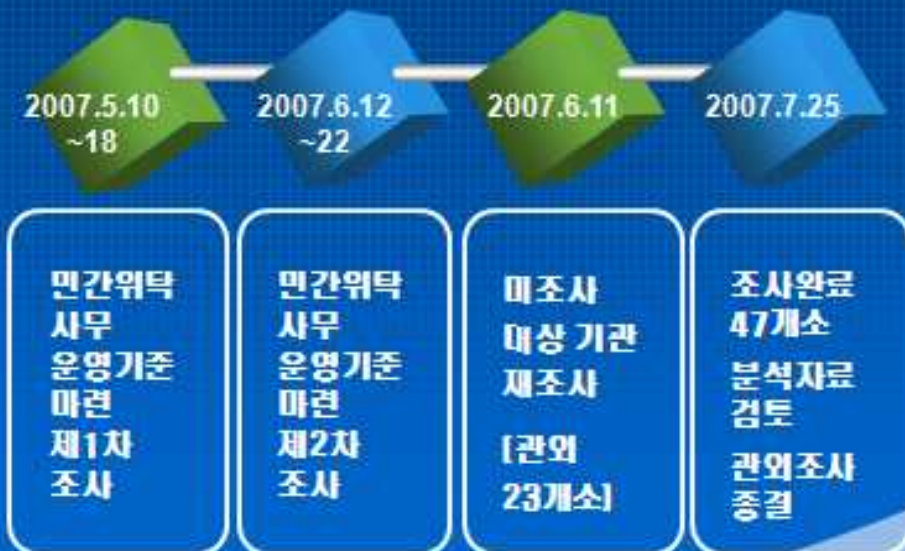 2007.5.10
~18
2007.6.12
~22
2007.6.11
2007.7.25
민간위탁
사무
운영기준
마련
제1차
조사
민간위탁
사무
운영기준
마련
제2차
조사
미조사
대상 기관
재조사
[관외
23개소]
조사완료
47개소
분석자료
검토
관외조사
종결